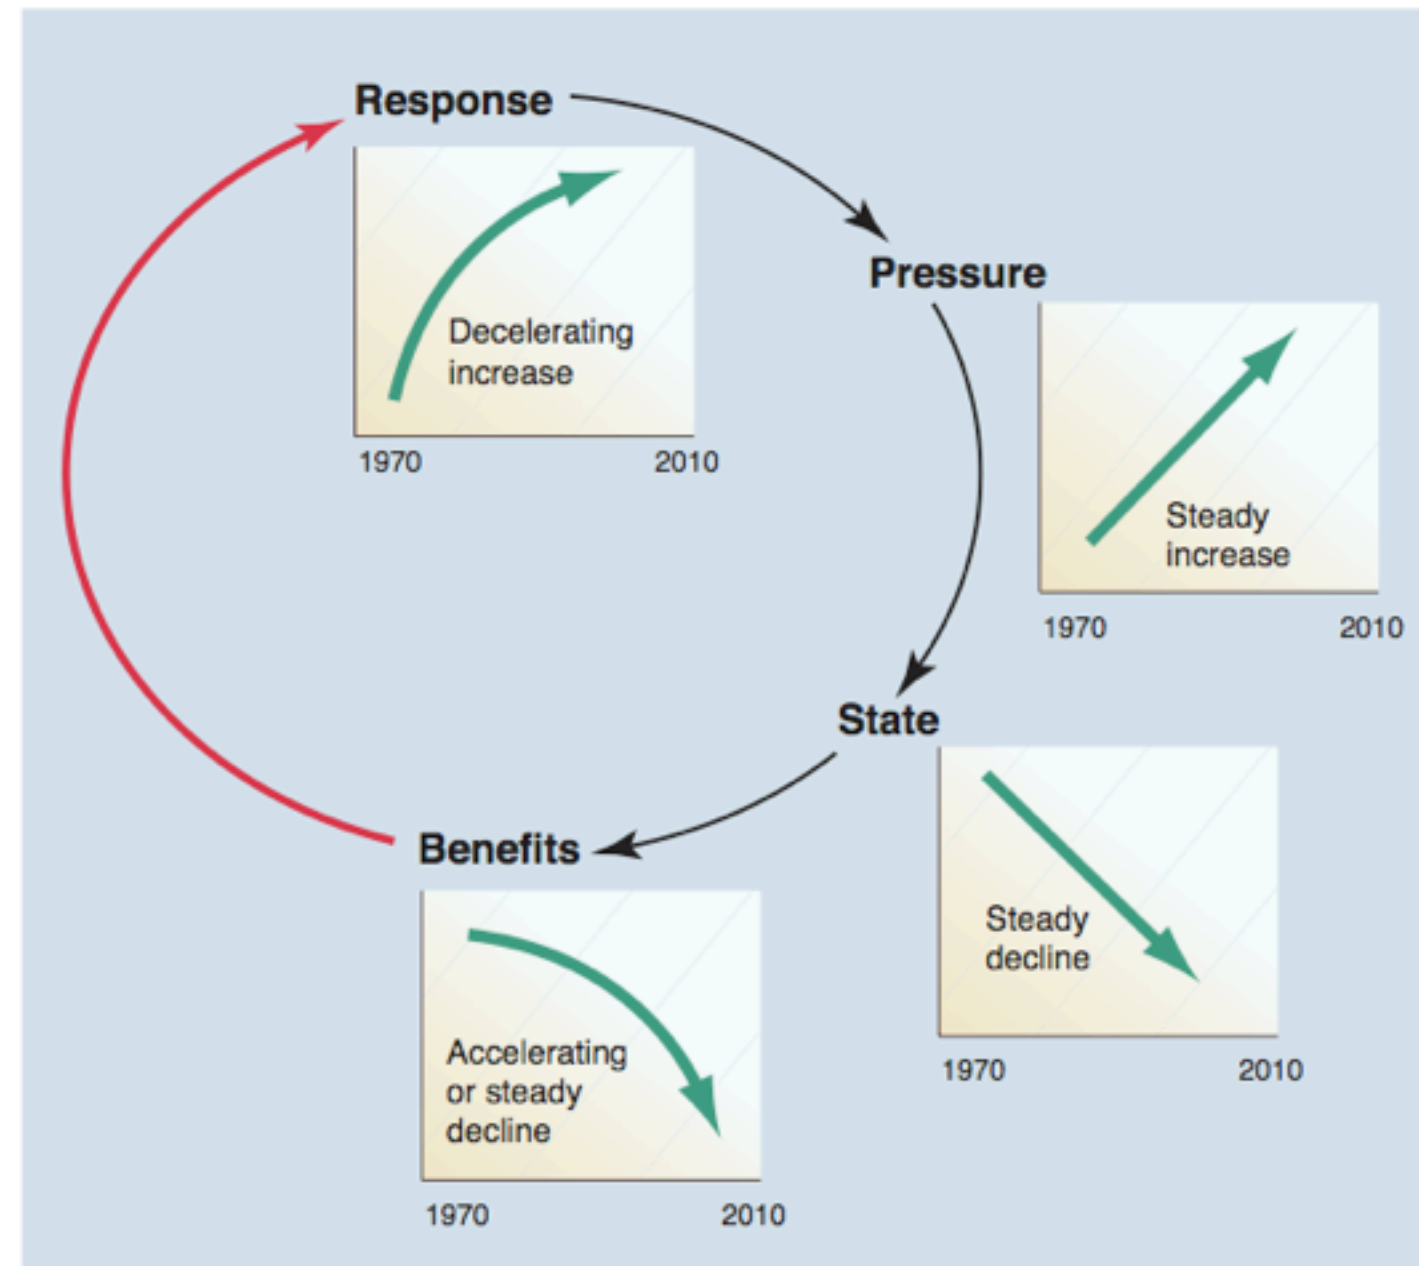 Response
Decelerating
increase
1970 2010
Pressure
Steady
increase
1970 2010
State
Steady
decline
1970 2010
Benefits
Accelerating
or steady
decline
1970 2010